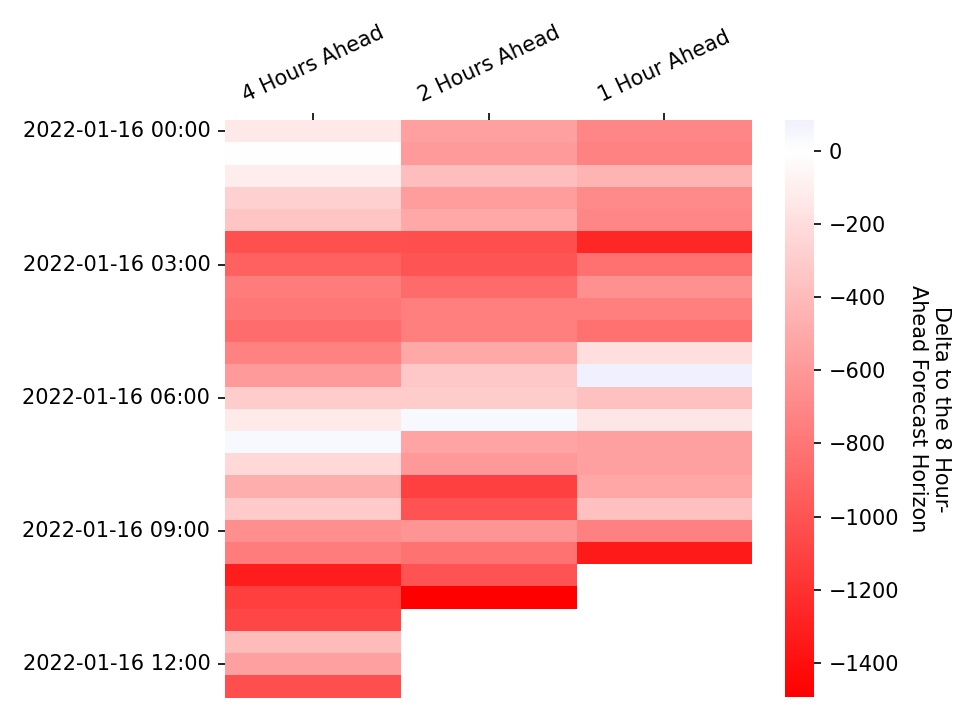 4 Hours Ahead
2 Hours Ahead
1 Hour Ahead
2022-01-16 00:00
2022-01-16 03:00
2022-01-16 06:00
2022-01-16 09:00
2022-01-16 12:00
0
−200
−400
−600
−800
−1000
−1200
−1400
Delta to the 8 Hour-
Ahead Forecast Horizon